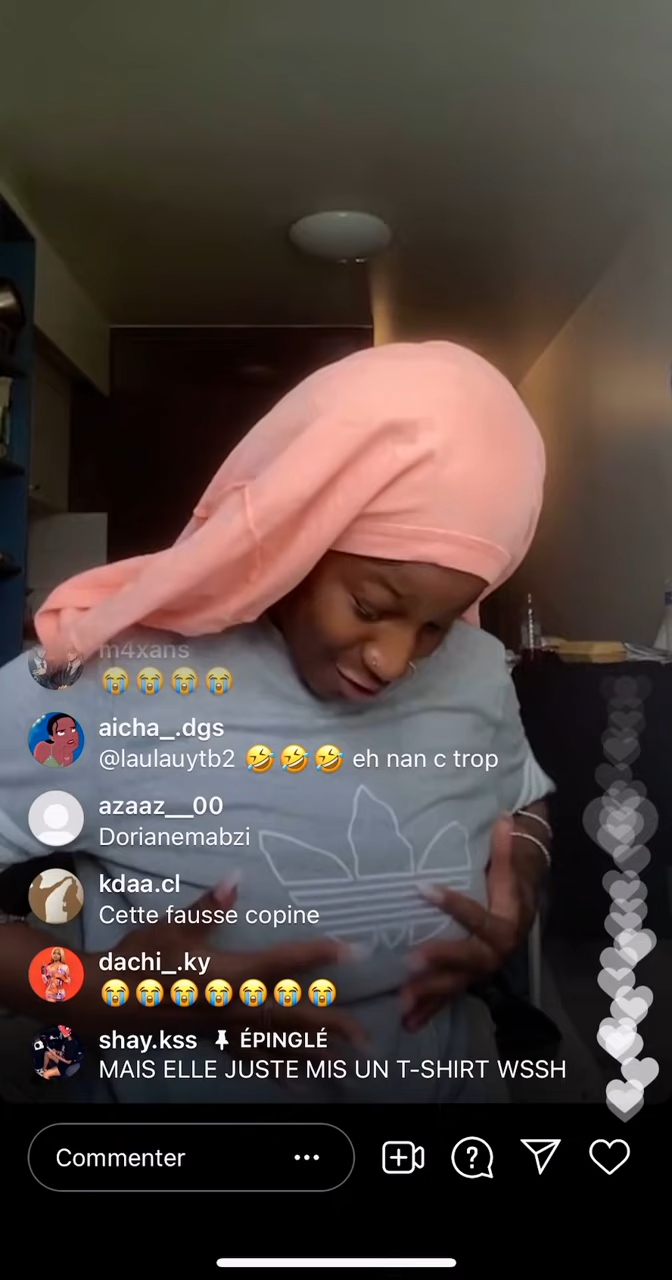 m4xans
😭😭😭😭
aicha_.dgs
@laulauytb2 🤣🤣🤣 eh nan c trop
azaaz__00
Dorianemabzi
kdaa.cl
Cette fausse copine
dachi_.ky
😭😭😭😭😭😭😭
shay.kss 📌 ÉPINGLÉ
MAIS ELLE JUSTE MIS UN T-SHIRT WSSH
Commenter